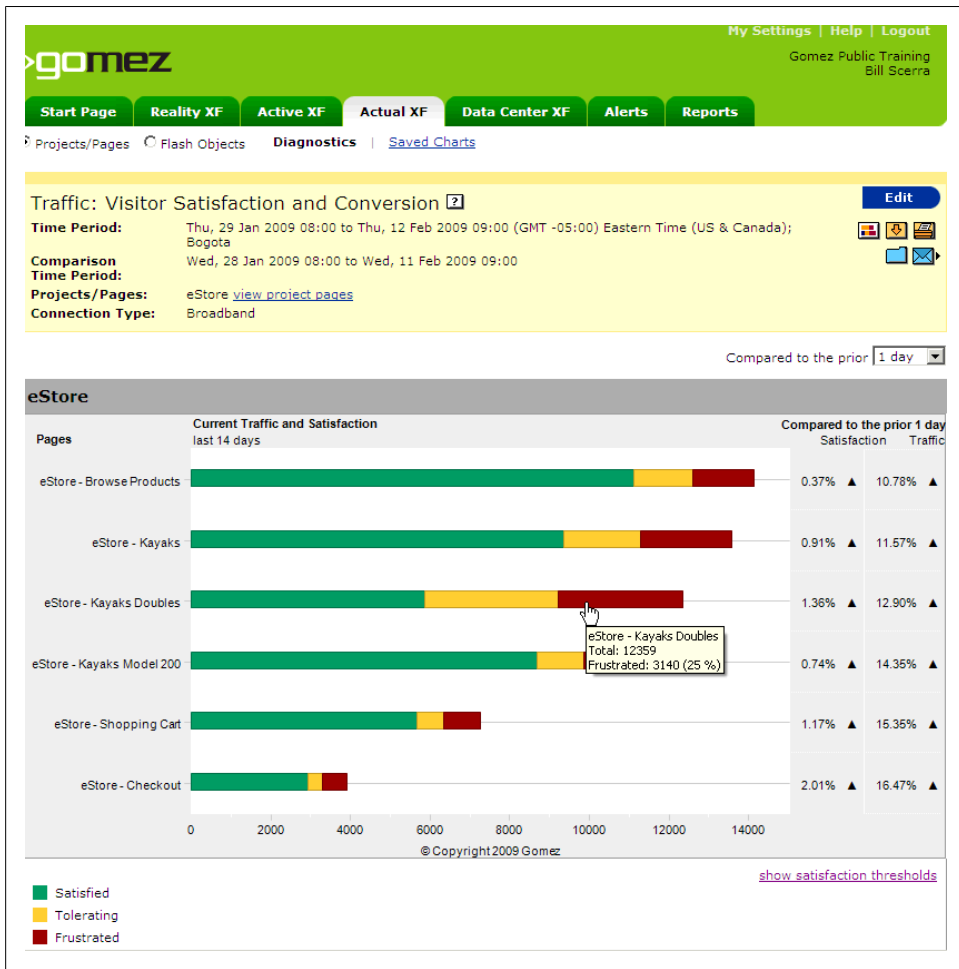 My Settings | Help | Logout
>gomez
Gomez Public Training
Bill Scerra
Start Page Reality XF Active XF Actual XF Data Center XF Alerts Reports
Projects/Pages Flash Objects Diagnostics | Saved Charts
Traffic: Visitor Satisfaction and Conversion ?
Edit
Time Period: Thu, 29 Jan 2009 08:00 to Thu, 12 Feb 2009 09:00 (GMT -05:00) Eastern Time (US & Canada);
Bogota
Comparison Wed, 28 Jan 2009 08:00 to Wed, 11 Feb 2009 09:00
Time Period:
Projects/Pages: eStore view project pages
Connection Type: Broadband
Compared to the prior 1 day
eStore
Current Traffic and Satisfaction Compared to the prior 1 day
Pages last 14 days Satisfaction Traffic
eStore - Browse Products 0.37% ▲ 10.78% ▲
eStore - Kayaks 0.91% ▲ 11.57% ▲
eStore - Kayaks Doubles 1.36% ▲ 12.90% ▲
eStore - Kayaks Doubles
Total: 12359
Frustrated: 3140 (25 %)
eStore - Kayaks Model 200 0.74% ▲ 14.35% ▲
eStore - Shopping Cart 1.17% ▲ 15.35% ▲
eStore - Checkout 2.01% ▲ 16.47% ▲
0 2000 4000 6000 8000 10000 12000 14000
© Copyright 2009 Gomez
show satisfaction thresholds
Satisfied
Tolerating
Frustrated